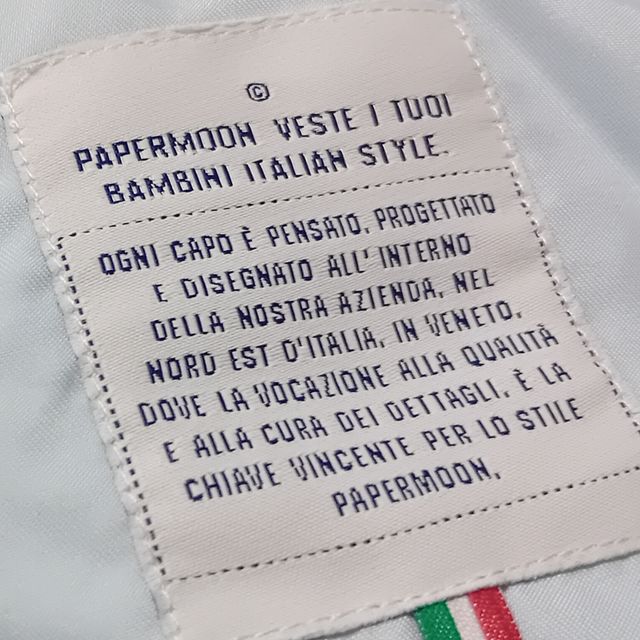 ©
PAPERMOON VESTE I TUOI
BAMBINI ITALIAN STYLE.
OGNI CAPO È PENSATO, PROGETTATO
E DISEGNATO ALL' INTERNO
DELLA NOSTRA AZIENDA, NEL
NORD EST D'ITALIA, IN VENETO,
DOVE LA VOCAZIONE ALLA QUALITÀ
E ALLA CURA DEI DETTAGLI, È LA
CHIAVE VINCENTE PER LO STILE
PAPERMOON.